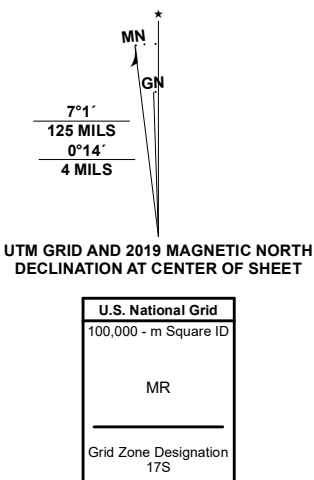 ★
MN
GN
7°1´
125 MILS
0°14´
4 MILS
UTM GRID AND 2019 MAGNETIC NORTH
DECLINATION AT CENTER OF SHEET
U.S. National Grid
100,000 - m Square ID
MR
Grid Zone Designation
17S